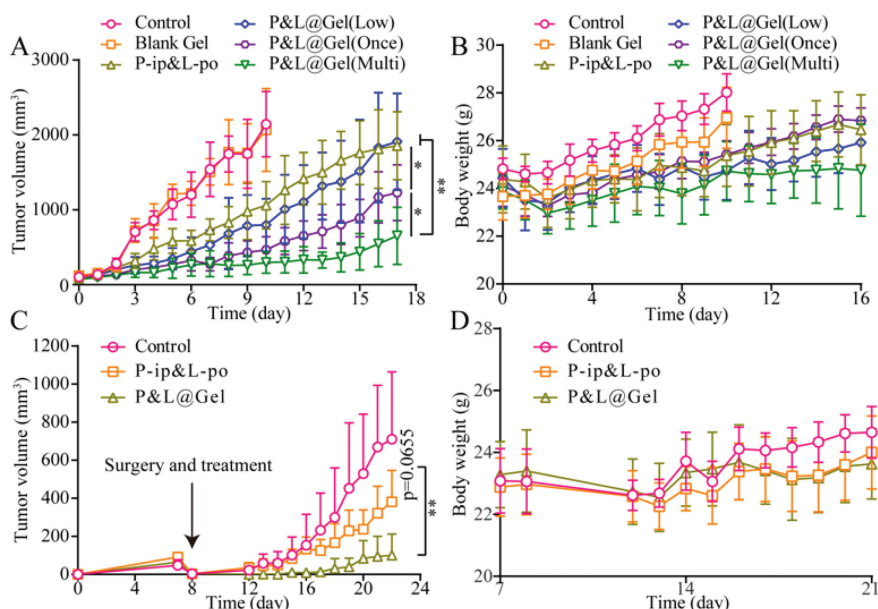 A
Control
Blank Gel
P-ip&L-po
P&L@Gel(Low)
P&L@Gel(Once)
P&L@Gel(Multi)
Tumor volume (mm³)
3000
2000
1000
0
0 3 6 9 12 15 18
Time (day)
*
*
**
B
Control
Blank Gel
P-ip&L-po
P&L@Gel(Low)
P&L@Gel(Once)
P&L@Gel(Multi)
Body weight (g)
30
28
26
24
22
20
0 4 8 12 16
Time (day)
C
Control
P-ip&L-po
P&L@Gel
Surgery and treatment
Tumor volume (mm³)
1200
1000
800
600
400
200
0
0 4 8 12 16 20 24
Time (day)
p=0.0655
**
D
Control
P-ip&L-po
P&L@Gel
Body weight (g)
28
26
24
22
20
7 14 21
Time (day)